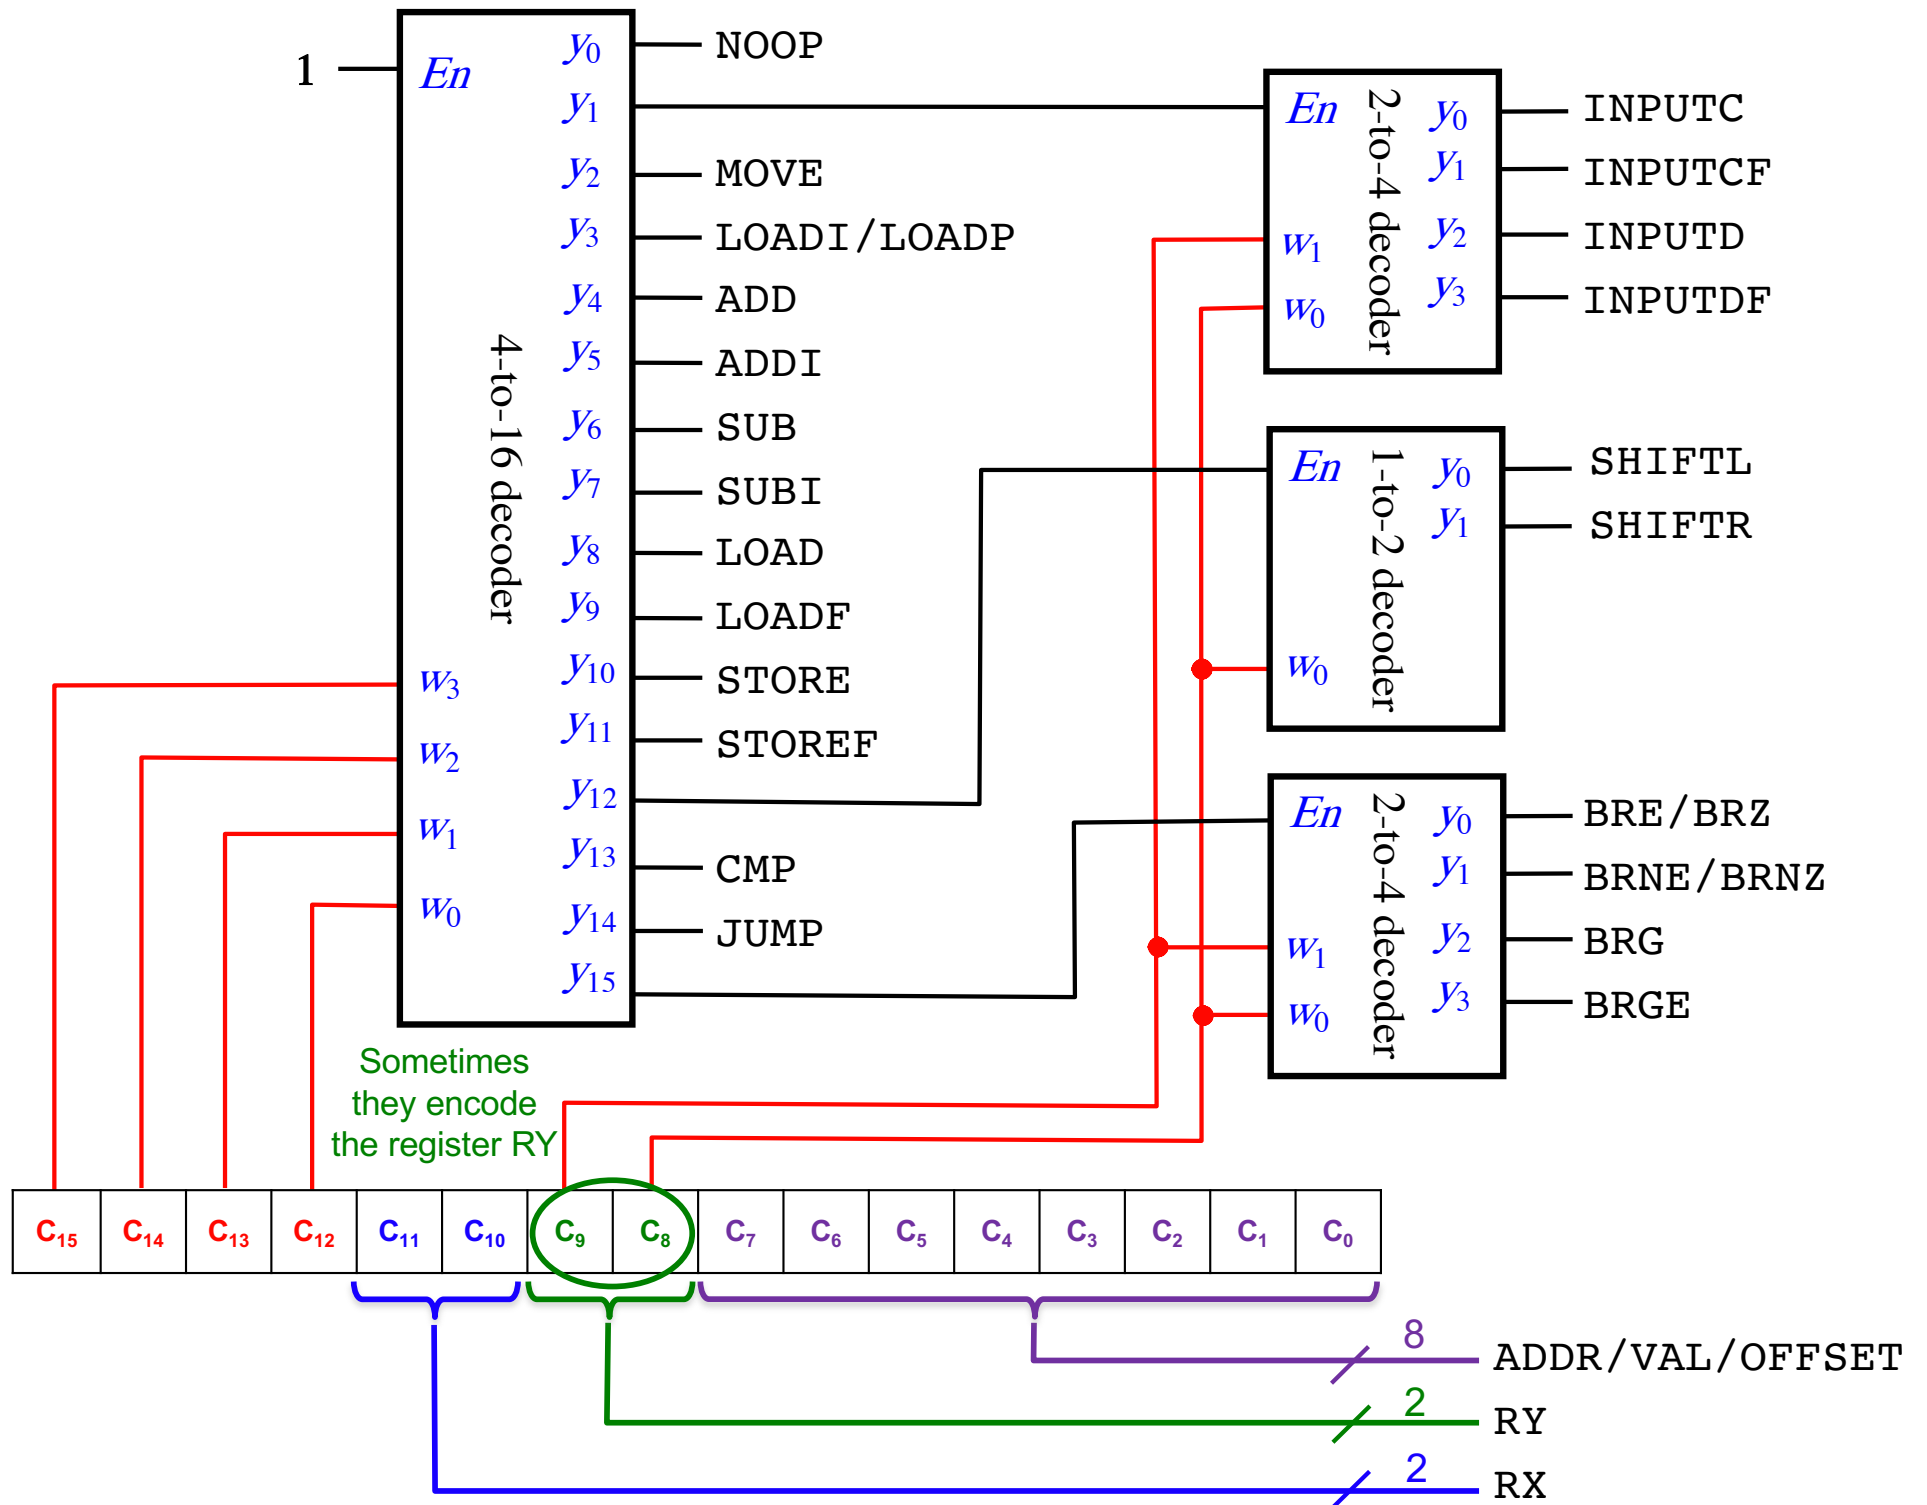 1
En
y0
y1
y2
y3
y4
y5
y6
y7
y8
y9
y10
y11
y12
y13
y14
y15
w3
w2
w1
w0
4-to-16 decoder
NOOP
MOVE
LOADI/LOADP
ADD
ADDI
SUB
SUBI
LOAD
LOADF
STORE
STOREF
CMP
JUMP
En
w1
w0
2-to-4 decoder
y0
y1
y2
y3
INPUTC
INPUTCF
INPUTD
INPUTDF
En
w0
1-to-2 decoder
y0
y1
SHIFTL
SHIFTR
En
w1
w0
2-to-4 decoder
y0
y1
y2
y3
BRE/BRZ
BRNE/BRNZ
BRG
BRGE
Sometimes
they encode
the register RY
C15 C14 C13 C12 C11 C10 C9 C8 C7 C6 C5 C4 C3 C2 C1 C0
8 ADDR/VAL/OFFSET
2 RY
2 RX